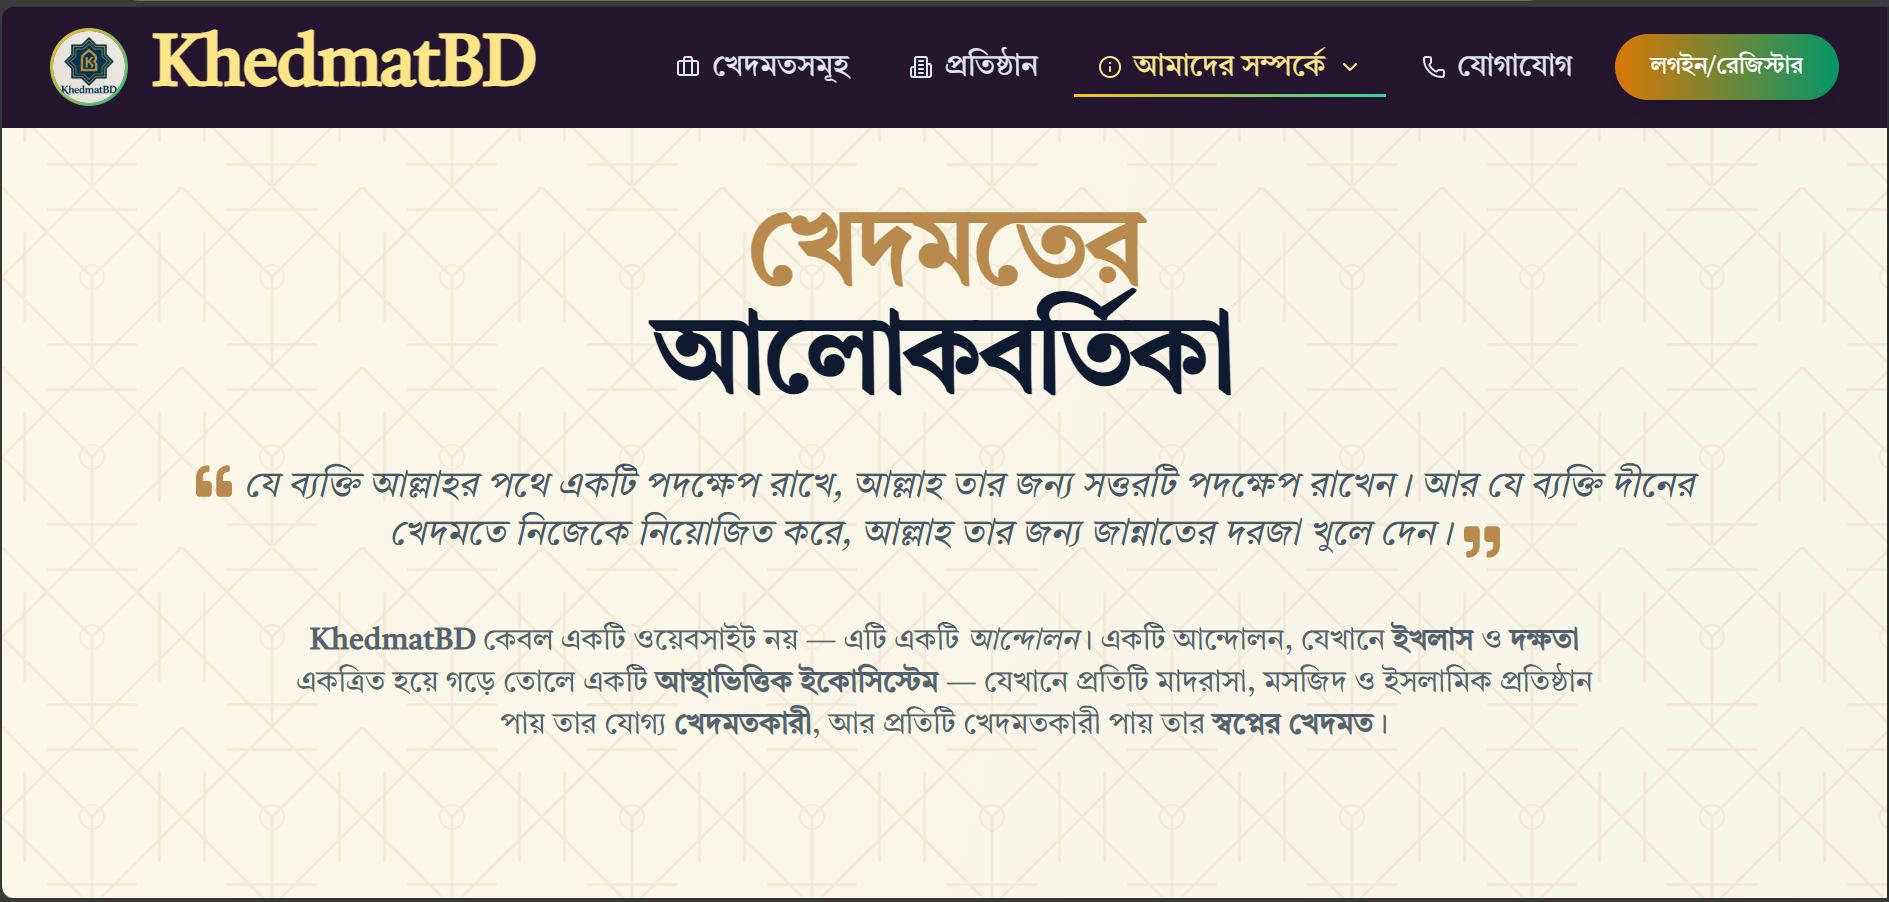 KhedmatBD
KhedmatBD
খেদমতসমূহ
প্রতিষ্ঠান
আমাদের সম্পর্কে
যোগাযোগ
লগইন/রেজিস্টার
খেদমতের
আলোকবর্তিকা
❝ যে ব্যক্তি আল্লাহর পথে একটি পদক্ষেপ রাখে, আল্লাহ তার জন্য সত্তরটি পদক্ষেপ রাখেন। আর যে ব্যক্তি দীনের
খেদমতে নিজেকে নিয়োজিত করে, আল্লাহ তার জন্য জান্নাতের দরজা খুলে দেন। ❞
KhedmatBD কেবল একটি ওয়েবসাইট নয় — এটি একটি আন্দোলন। একটি আন্দোলন, যেখানে ইখলাস ও দক্ষতা
একত্রিত হয়ে গড়ে তোলে একটি আস্থাভিত্তিক ইকোসিস্টেম — যেখানে প্রতিটি মাদরাসা, মসজিদ ও ইসলামিক প্রতিষ্ঠান
পায় তার যোগ্য খেদমতকারী, আর প্রতিটি খেদমতকারী পায় তার স্বপ্নের খেদমত।